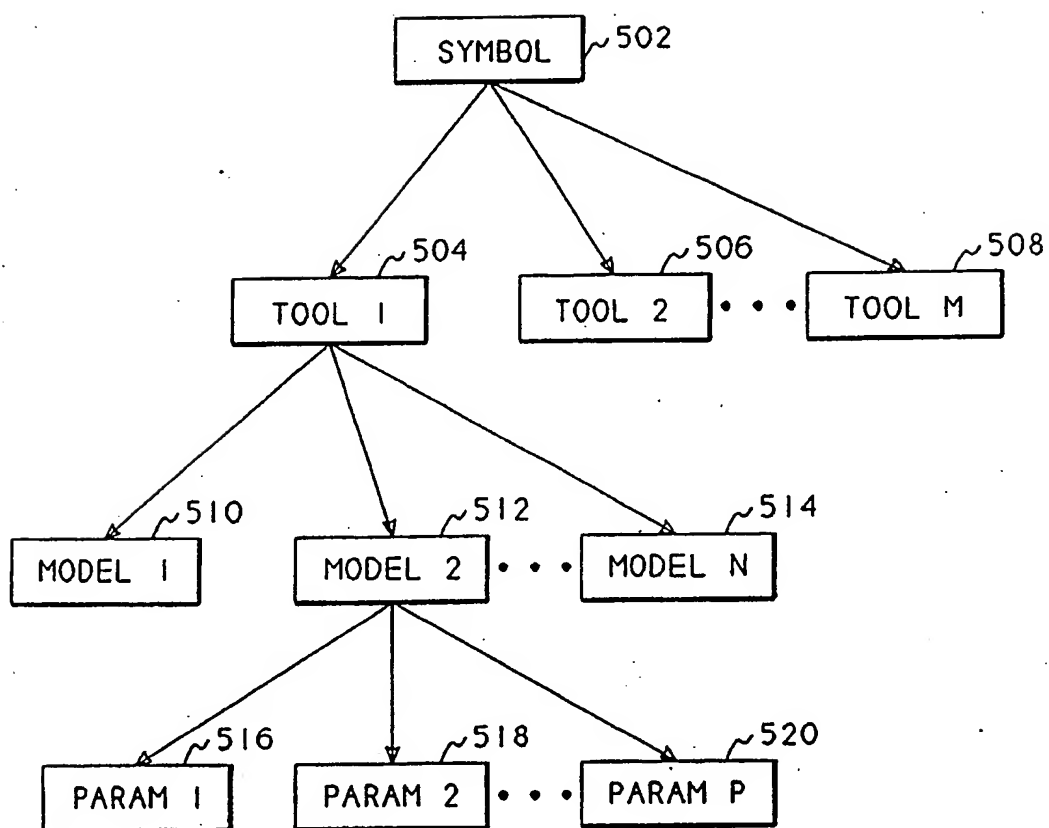 SYMBOL 502
504 506 508
TOOL 1 TOOL 2 • • • TOOL M
510 512 514
MODEL 1 MODEL 2 • • • MODEL N
516 518 520
PARAM 1 PARAM 2 • • • PARAM P